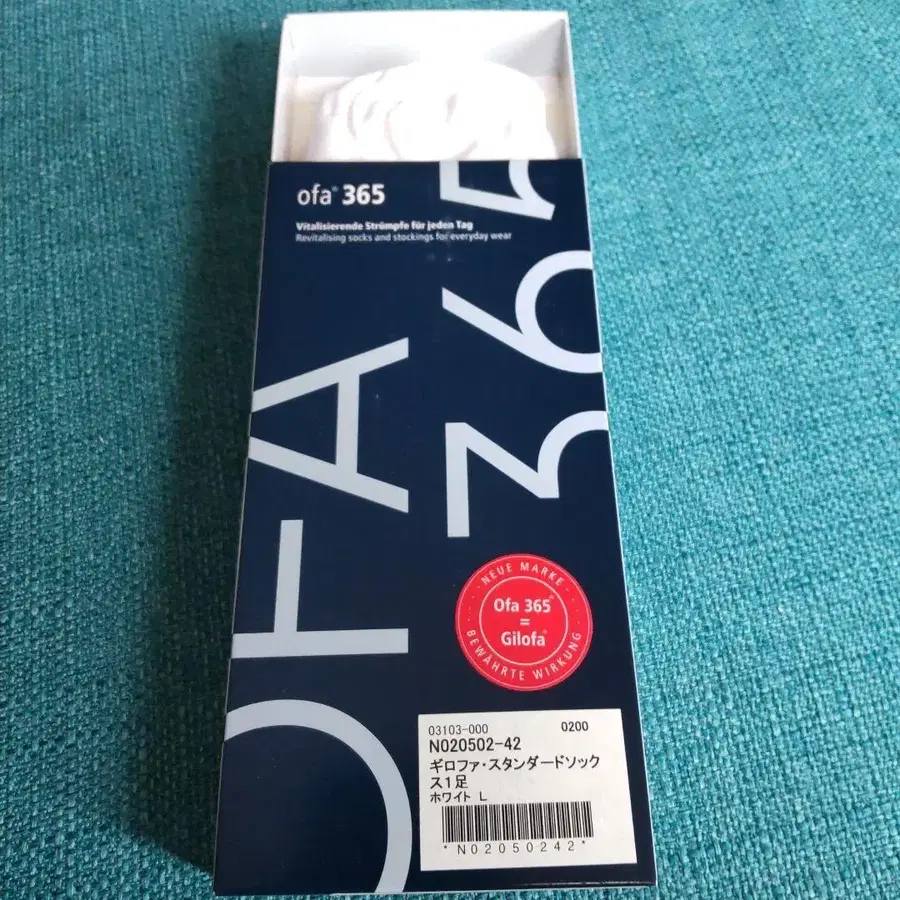 ofa® 365
Vitalisierende Strümpfe für jeden Tag
Revitalising socks and stockings for everyday wear
OFA
365
NEUE MARKE
Ofa 365®
=
Gilofa®
BEWÄHRTE WIRKUNG
03103-000 0200
N020502-42
ギロファ・スタンダードソック
ス1足
ホワイト L
*N02050242*